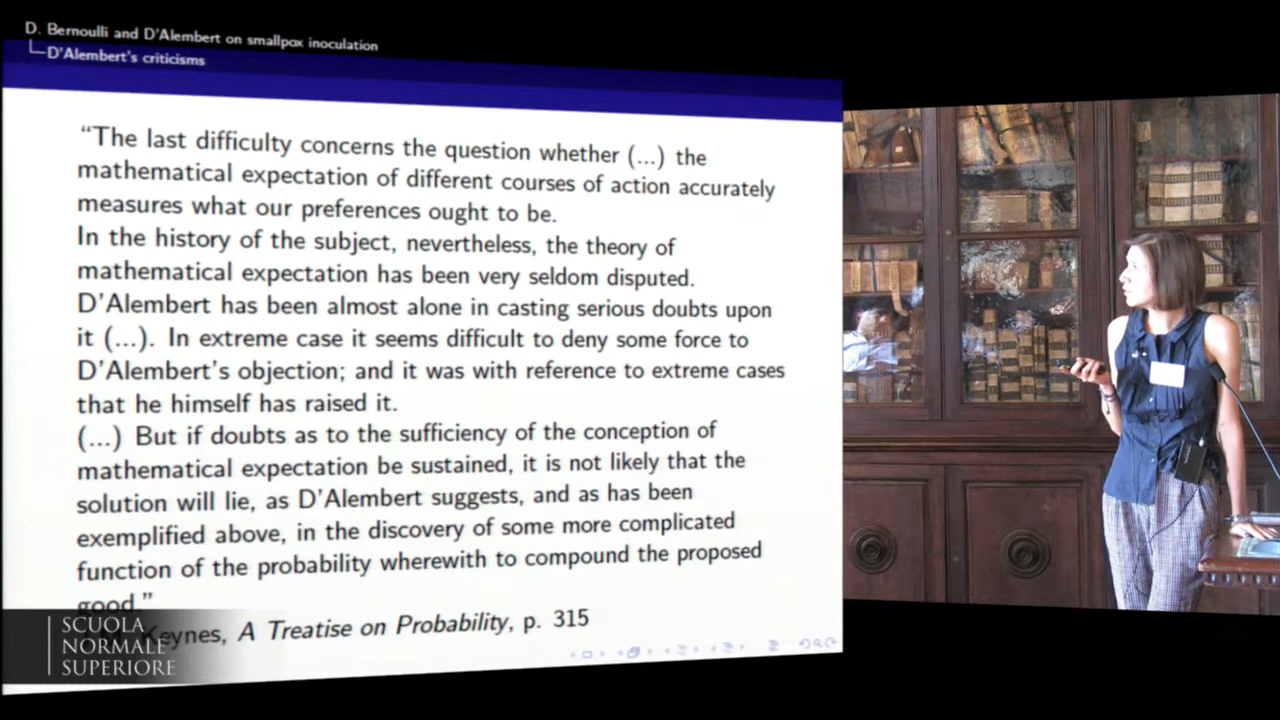 D. Bernoulli and D'Alembert on smallpox inoculation
D'Alembert's criticisms
“The last difficulty concerns the question whether (...) the
mathematical expectation of different courses of action accurately
measures what our preferences ought to be.
In the history of the subject, nevertheless, the theory of
mathematical expectation has been very seldom disputed.
D'Alembert has been almost alone in casting serious doubts upon
it (...). In extreme case it seems difficult to deny some force to
D'Alembert's objection; and it was with reference to extreme cases
that he himself has raised it.
(...) But if doubts as to the sufficiency of the conception of
mathematical expectation be sustained, it is not likely that the
solution will lie, as D'Alembert suggests, and as has been
exemplified above, in the discovery of some more complicated
function of the probability wherewith to compound the proposed
good.”
Keynes, A Treatise on Probability, p. 315
SCUOLA
NORMALE
SUPERIORE